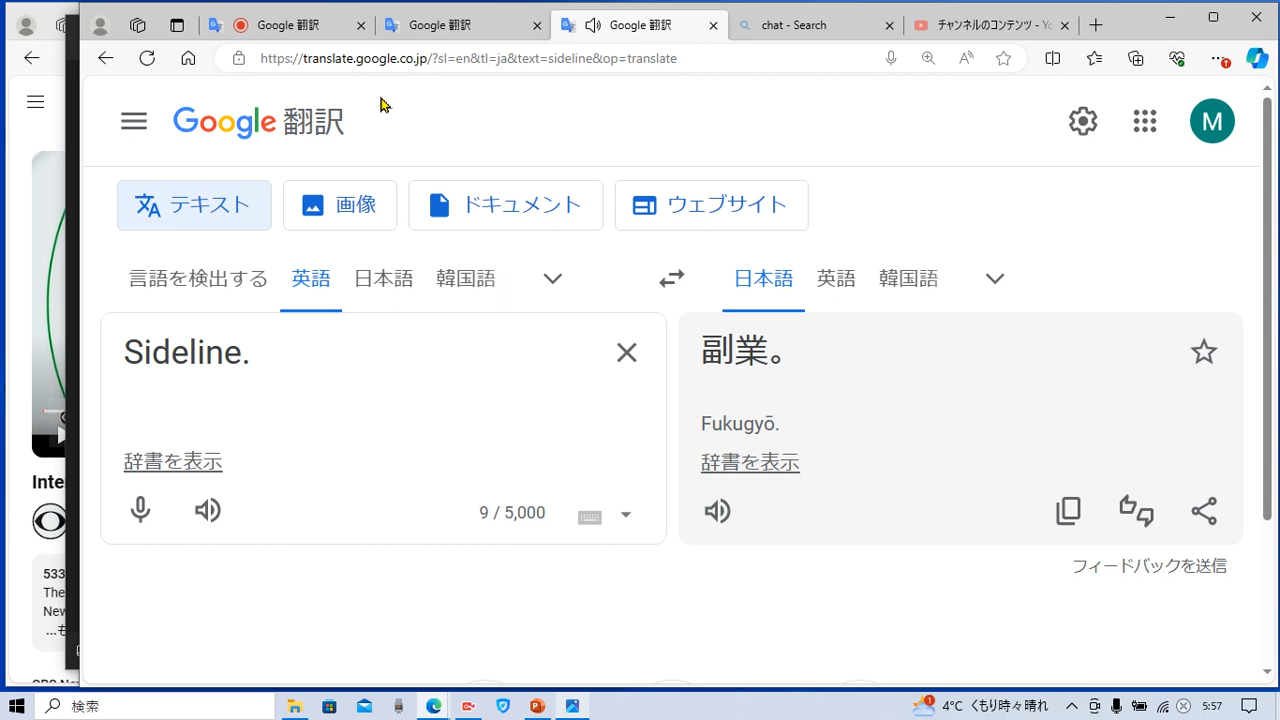 Google 翻訳
Google 翻訳
Google 翻訳
chat - Search
チャンネルのコンテンツ - Yo
https://translate.google.co.jp/?sl=en&tl=ja&text=sideline&op=translate
Google 翻訳
M
テキスト
画像
ドキュメント
ウェブサイト
言語を検出する
英語
日本語
韓国語
日本語
英語
韓国語
Sideline.
辞書を表示
9 / 5,000
副業。
Fukugyō.
辞書を表示
フィードバックを送信
Inte
533
The
New
...も
検索
4°C くもり時々晴れ
5:57